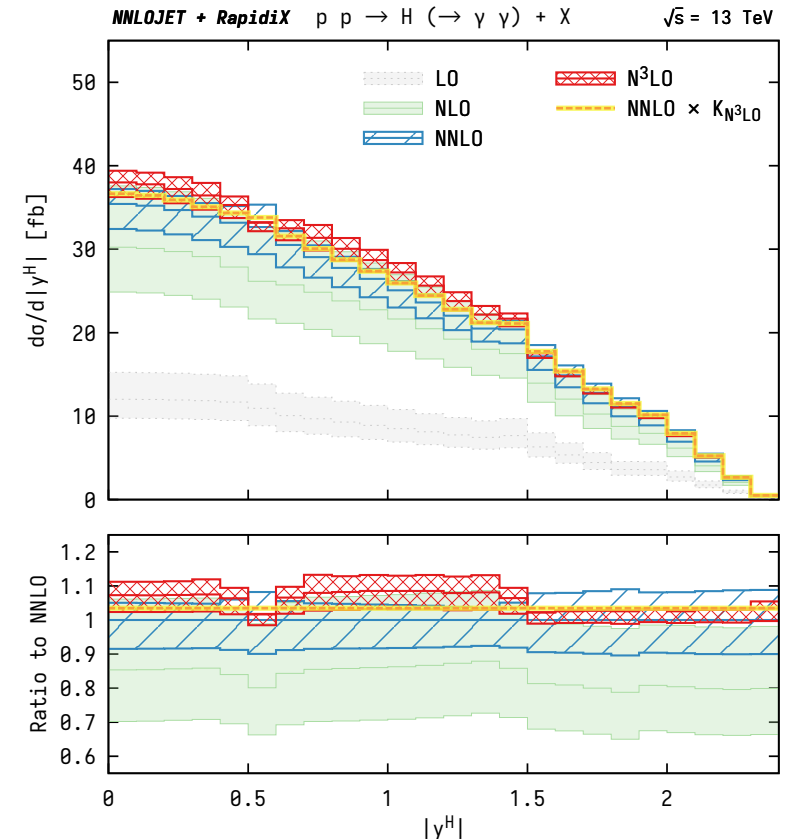 NNLOJET + RapidiX p p → H (→ γ γ) + X √s = 13 TeV
LO
NLO
NNLO
N³LO
NNLO × K_N³LO
dσ/d|yᴴ| [fb]
50
40
30
20
10
0
Ratio to NNLO
1.2
1.1
1
0.9
0.8
0.7
0.6
0 0.5 1 1.5 2
|yᴴ|